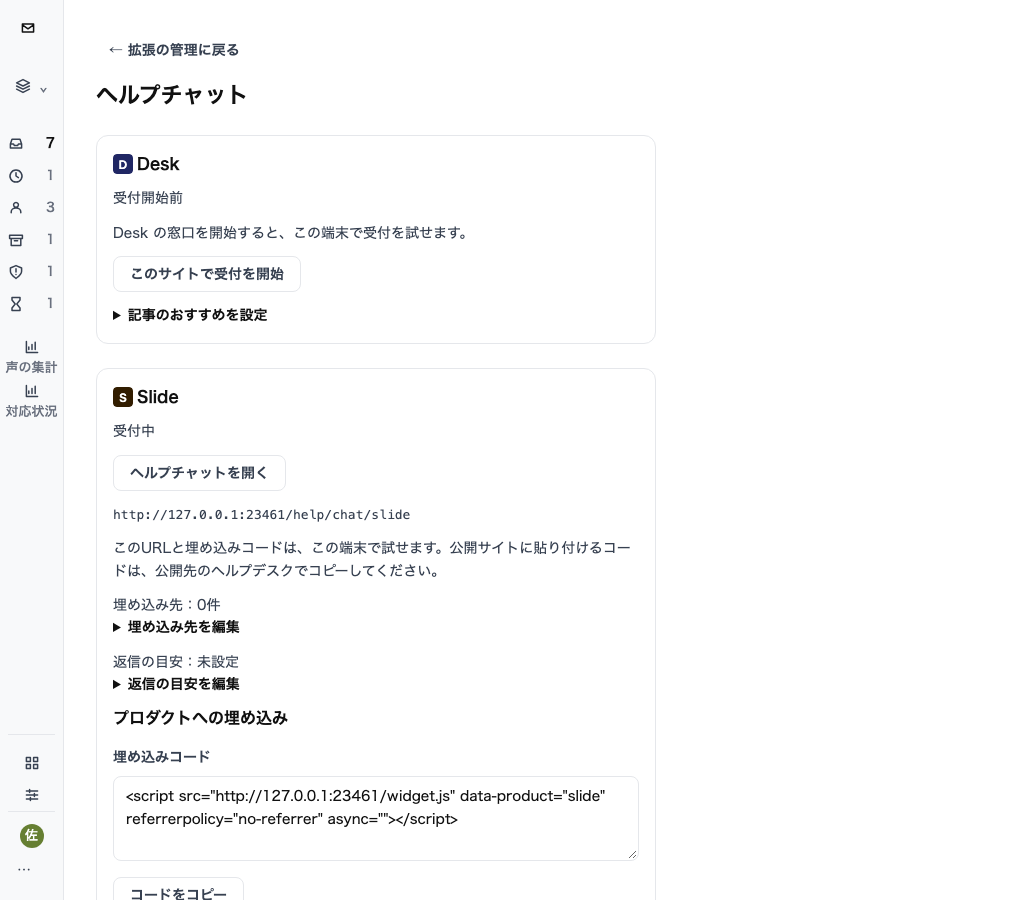 ← 拡張の管理に戻る
ヘルプチャット
7
1
3
1
1
1
声の集計
対応状況
佐
…
D Desk
受付開始前
Desk の窓口を開始すると、この端末で受付を試せます。
このサイトで受付を開始
▶ 記事のおすすめを設定
S Slide
受付中
ヘルプチャットを開く
http://127.0.0.1:23461/help/chat/slide
このURLと埋め込みコードは、この端末で試せます。公開サイトに貼り付けるコー
ドは、公開先のヘルプデスクでコピーしてください。
埋め込み先：0件
▶ 埋め込み先を編集
返信の目安：未設定
▶ 返信の目安を編集
プロダクトへの埋め込み
埋め込みコード
<script src="http://127.0.0.1:23461/widget.js" data-product="slide"
referrerpolicy="no-referrer" async=""></script>
コードをコピー